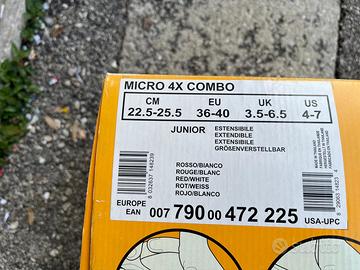 MICRO 4X COMBO
CM EU UK US
22.5-25.5 36-40 3.5-6.5 4-7
JUNIOR
ESTENSIBILE
EXTENDIBLE
EXTENSIBLE
GRÖßENVERSTELLBAR
ROSSO/BIANCO
ROUGE/BLANC
RED/WHITE
ROT/WEISS
ROJO/BLANCO
EUROPE
EAN
007 790 00 472 225
USA-UPC